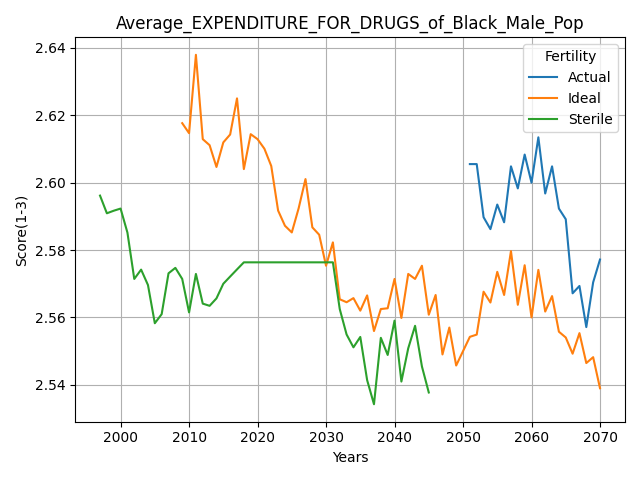 Average_EXPENDITURE_FOR_DRUGS_of_Black_Male_Pop
Fertility
Actual
Ideal
Sterile
Score(1-3)
2.64
2.62
2.60
2.58
2.56
2.54
2000 2010 2020 2030 2040 2050 2060 2070
Years